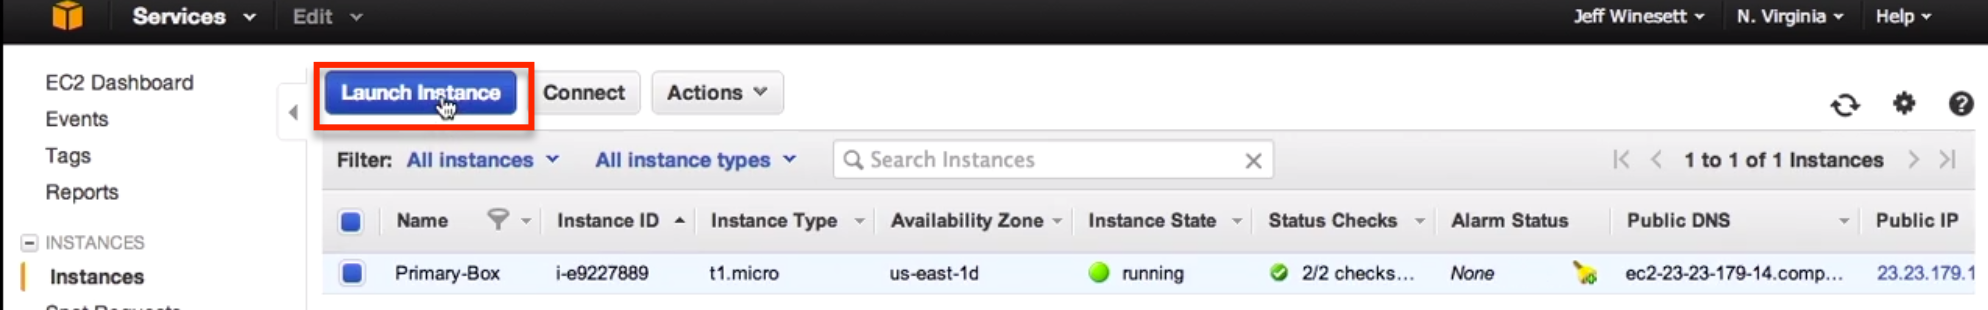 Services Edit Jeff Winesett N. Virginia Help
EC2 Dashboard
Events
Tags
Reports
INSTANCES
Instances
Spot Requests
Launch Instance Connect Actions
Filter: All instances All instance types Search Instances 1 to 1 of 1 Instances
Name Instance ID Instance Type Availability Zone Instance State Status Checks Alarm Status Public DNS Public IP
Primary-Box i-e9227889 t1.micro us-east-1d running 2/2 checks... None ec2-23-23-179-14.comp... 23.23.179.1